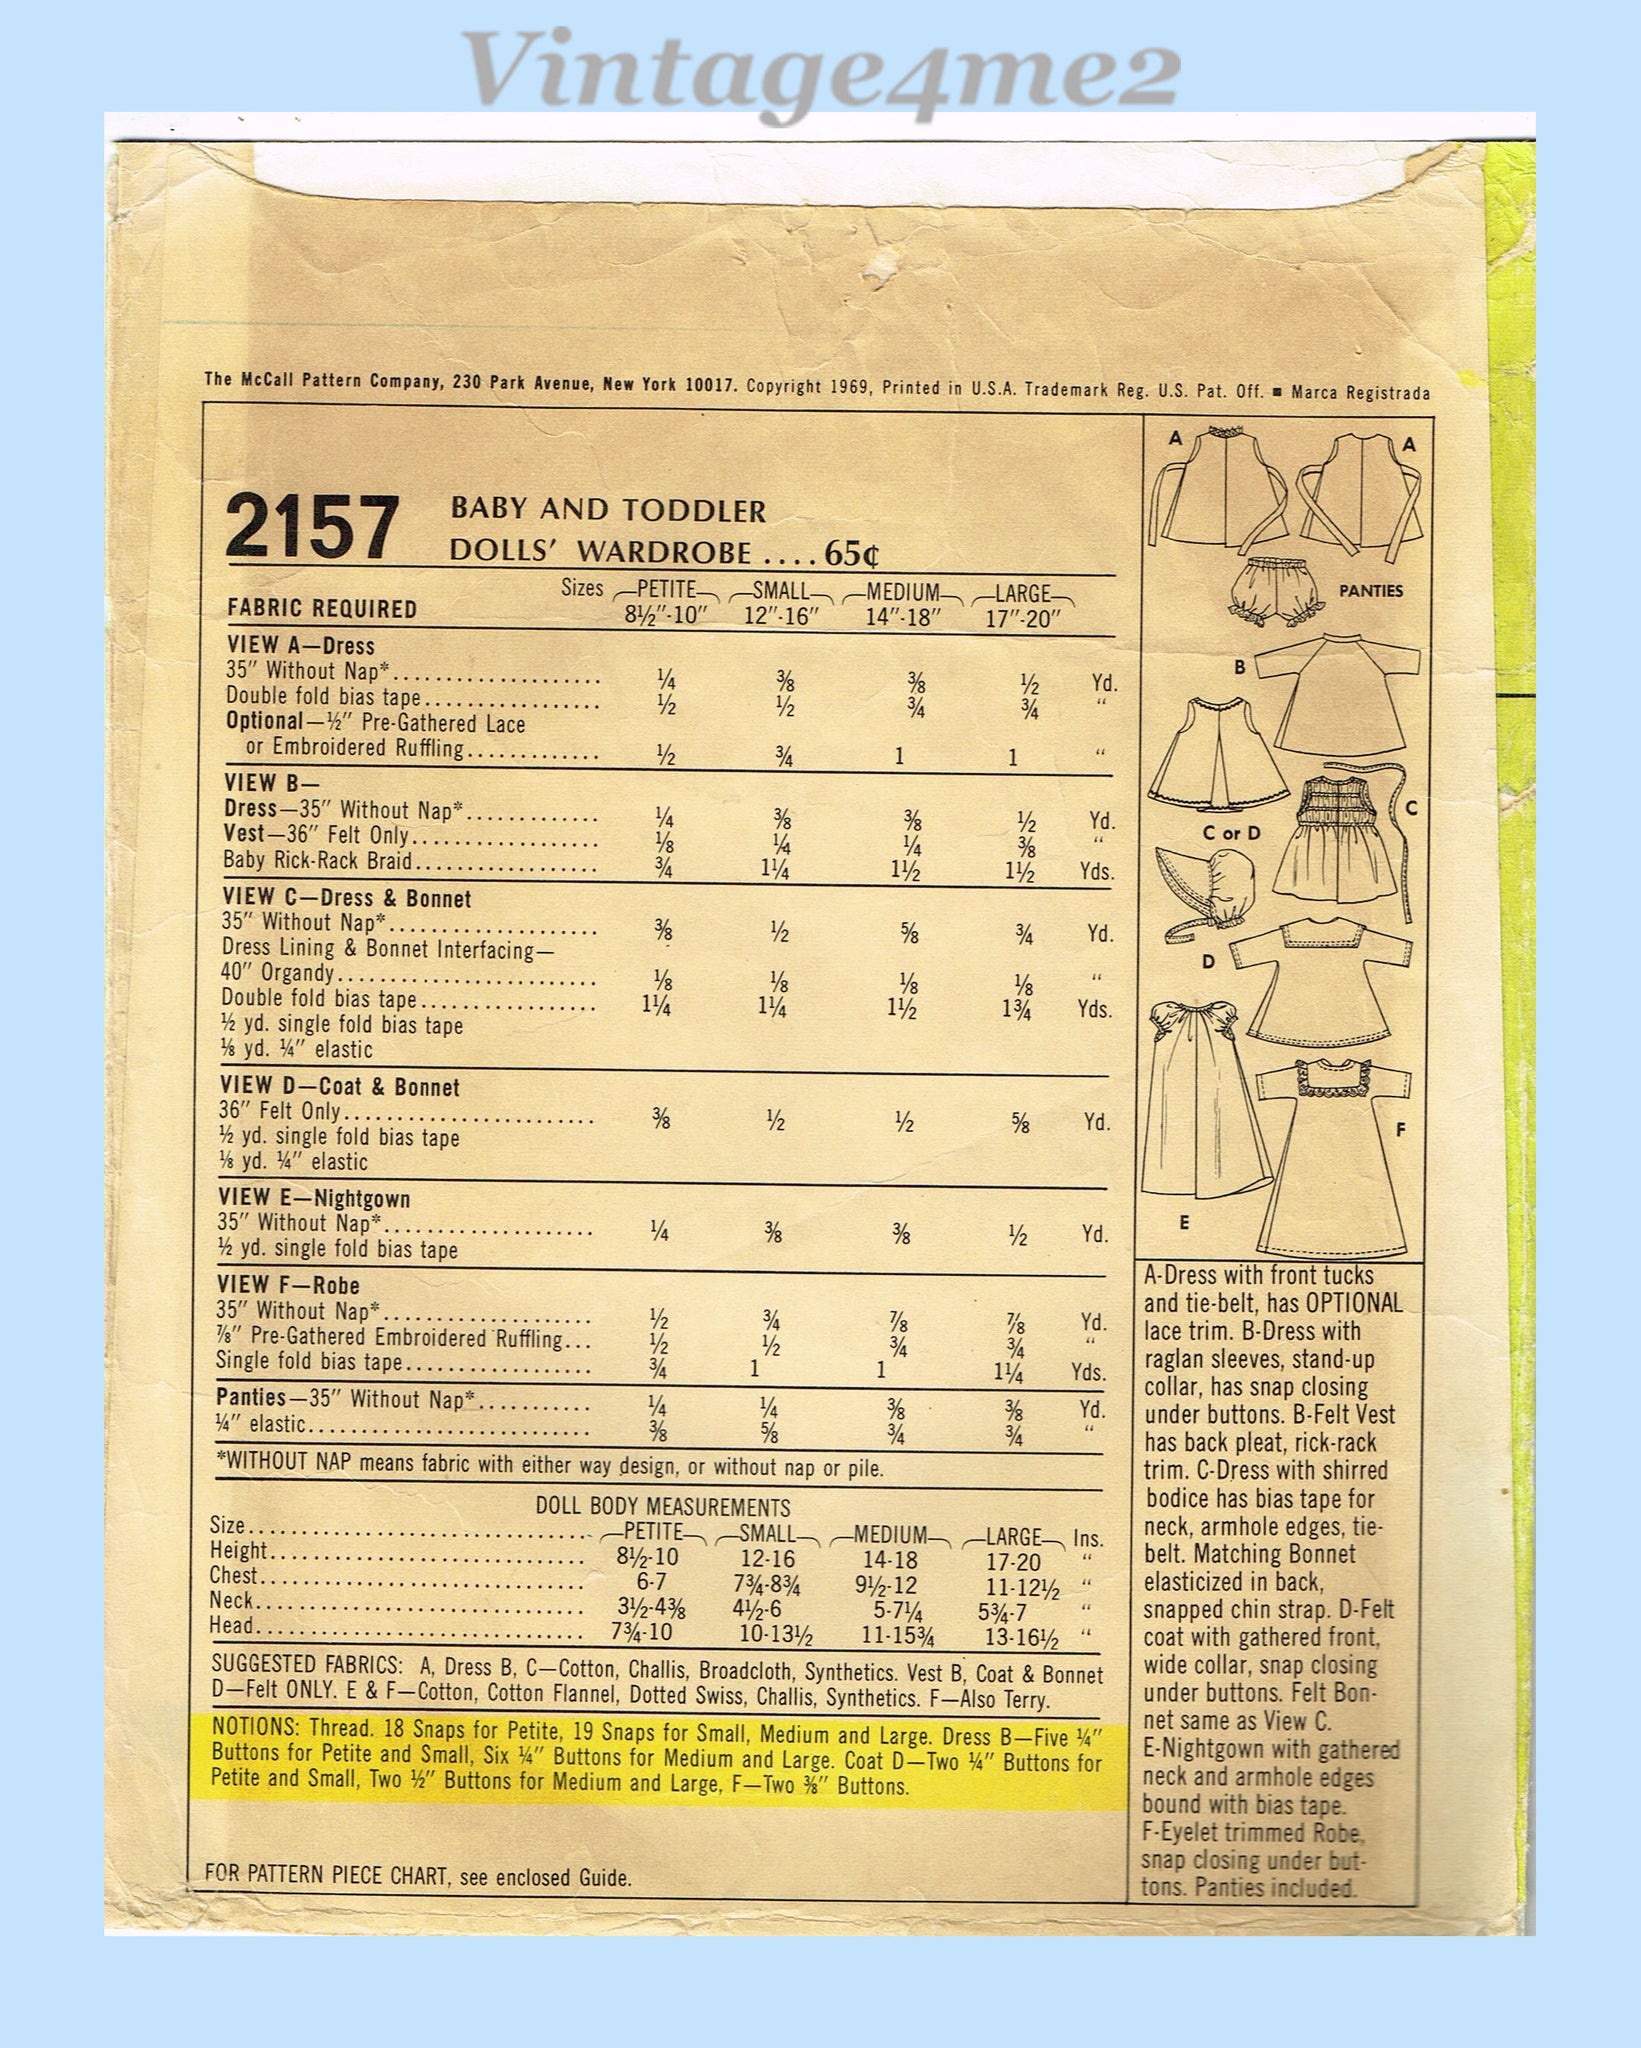 Vintage4me2
The McCall Pattern Company, 230 Park Avenue, New York 10017. Copyright 1969, Printed in U.S.A. Trademark Reg. U.S. Pat. Off. ■ Marca Registrada
2157 BABY AND TODDLER
DOLLS' WARDROBE .... 65¢
Sizes PETITE SMALL MEDIUM LARGE
FABRIC REQUIRED 8½"-10" 12"-16" 14"-18" 17"-20"
VIEW A—Dress
35" Without Nap*.................... ¼ ⅜ ⅜ ½ Yd.
Double fold bias tape................. ½ ½ ¾ ¾ "
Optional—½" Pre-Gathered Lace
or Embroidered Ruffling............. ½ ¾ 1 1 "
VIEW B—
Dress—35" Without Nap*............. ¼ ⅜ ⅜ ½ Yd.
Vest—36" Felt Only.................. ⅛ ¼ ¼ ⅜ "
Baby Rick-Rack Braid.................. ¾ 1¼ 1½ 1½ Yds.
VIEW C—Dress & Bonnet
35" Without Nap*.................... ⅜ ½ ⅝ ¾ Yd.
Dress Lining & Bonnet Interfacing—
40" Organdy......................... ⅛ ⅛ ⅛ ⅛ "
Double fold bias tape................. 1¼ 1¼ 1½ 1¾ Yds.
½ yd. single fold bias tape
⅛ yd. ¼" elastic
VIEW D—Coat & Bonnet
36" Felt Only........................ ⅜ ½ ½ ⅝ Yd.
½ yd. single fold bias tape
⅛ yd. ¼" elastic
VIEW E—Nightgown
35" Without Nap*.................... ¼ ⅜ ⅜ ½ Yd.
½ yd. single fold bias tape
VIEW F—Robe
35" Without Nap*.................... ½ ¾ ⅞ ⅞ Yd.
⅞" Pre-Gathered Embroidered Ruffling... ½ ½ ¾ ¾ "
Single fold bias tape.................. ¾ 1 1 1¼ Yds.
Panties—35" Without Nap*........... ¼ ¼ ⅜ ⅜ Yd.
¼" elastic........................... ⅜ ⅝ ¾ ¾ "
*WITHOUT NAP means fabric with either way design, or without nap or pile.
DOLL BODY MEASUREMENTS
Size................................ PETITE SMALL MEDIUM LARGE Ins.
Height.............................. 8½-10 12-16 14-18 17-20 "
Chest............................... 6-7 7¾-8¾ 9½-12 11-12½ "
Neck................................ 3½-4⅜ 4½-6 5-7¼ 5¾-7 "
Head................................ 7¾-10 10-13½ 11-15¾ 13-16½ "
SUGGESTED FABRICS: A, Dress B, C—Cotton, Challis, Broadcloth, Synthetics. Vest B, Coat & Bonnet
D—Felt ONLY. E & F—Cotton, Cotton Flannel, Dotted Swiss, Challis, Synthetics. F—Also Terry.
NOTIONS: Thread. 18 Snaps for Petite, 19 Snaps for Small, Medium and Large. Dress B—Five ¼"
Buttons for Petite and Small, Six ¼" Buttons for Medium and Large. Coat D—Two ¼" Buttons for
Petite and Small, Two ½" Buttons for Medium and Large, F—Two ⅜" Buttons.
FOR PATTERN PIECE CHART, see enclosed Guide.
A A
PANTIES
B
C
C or D
D
E
F
A-Dress with front tucks
and tie-belt, has OPTIONAL
lace trim. B-Dress with
raglan sleeves, stand-up
collar, has snap closing
under buttons. B-Felt Vest
has back pleat, rick-rack
trim. C-Dress with shirred
bodice has bias tape for
neck, armhole edges, tie-
belt. Matching Bonnet
elasticized in back,
snapped chin strap. D-Felt
coat with gathered front,
wide collar, snap closing
under buttons. Felt Bon-
net same as View C.
E-Nightgown with gathered
neck and armhole edges
bound with bias tape.
F-Eyelet trimmed Robe,
snap closing under but-
tons. Panties included.